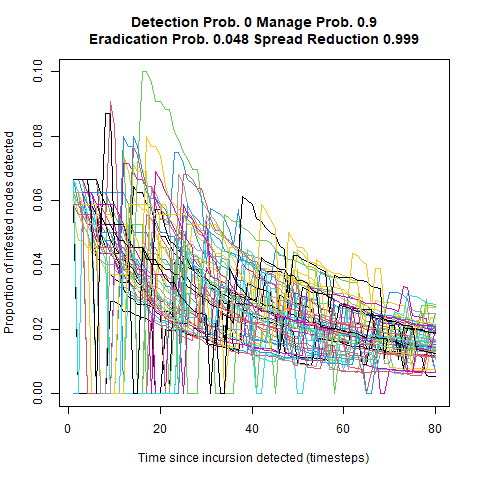 Detection Prob. 0 Manage Prob. 0.9
Eradication Prob. 0.048 Spread Reduction 0.999
Proportion of infested nodes detected
0.10
0.08
0.06
0.04
0.02
0.00
0 20 40 60 80
Time since incursion detected (timesteps)